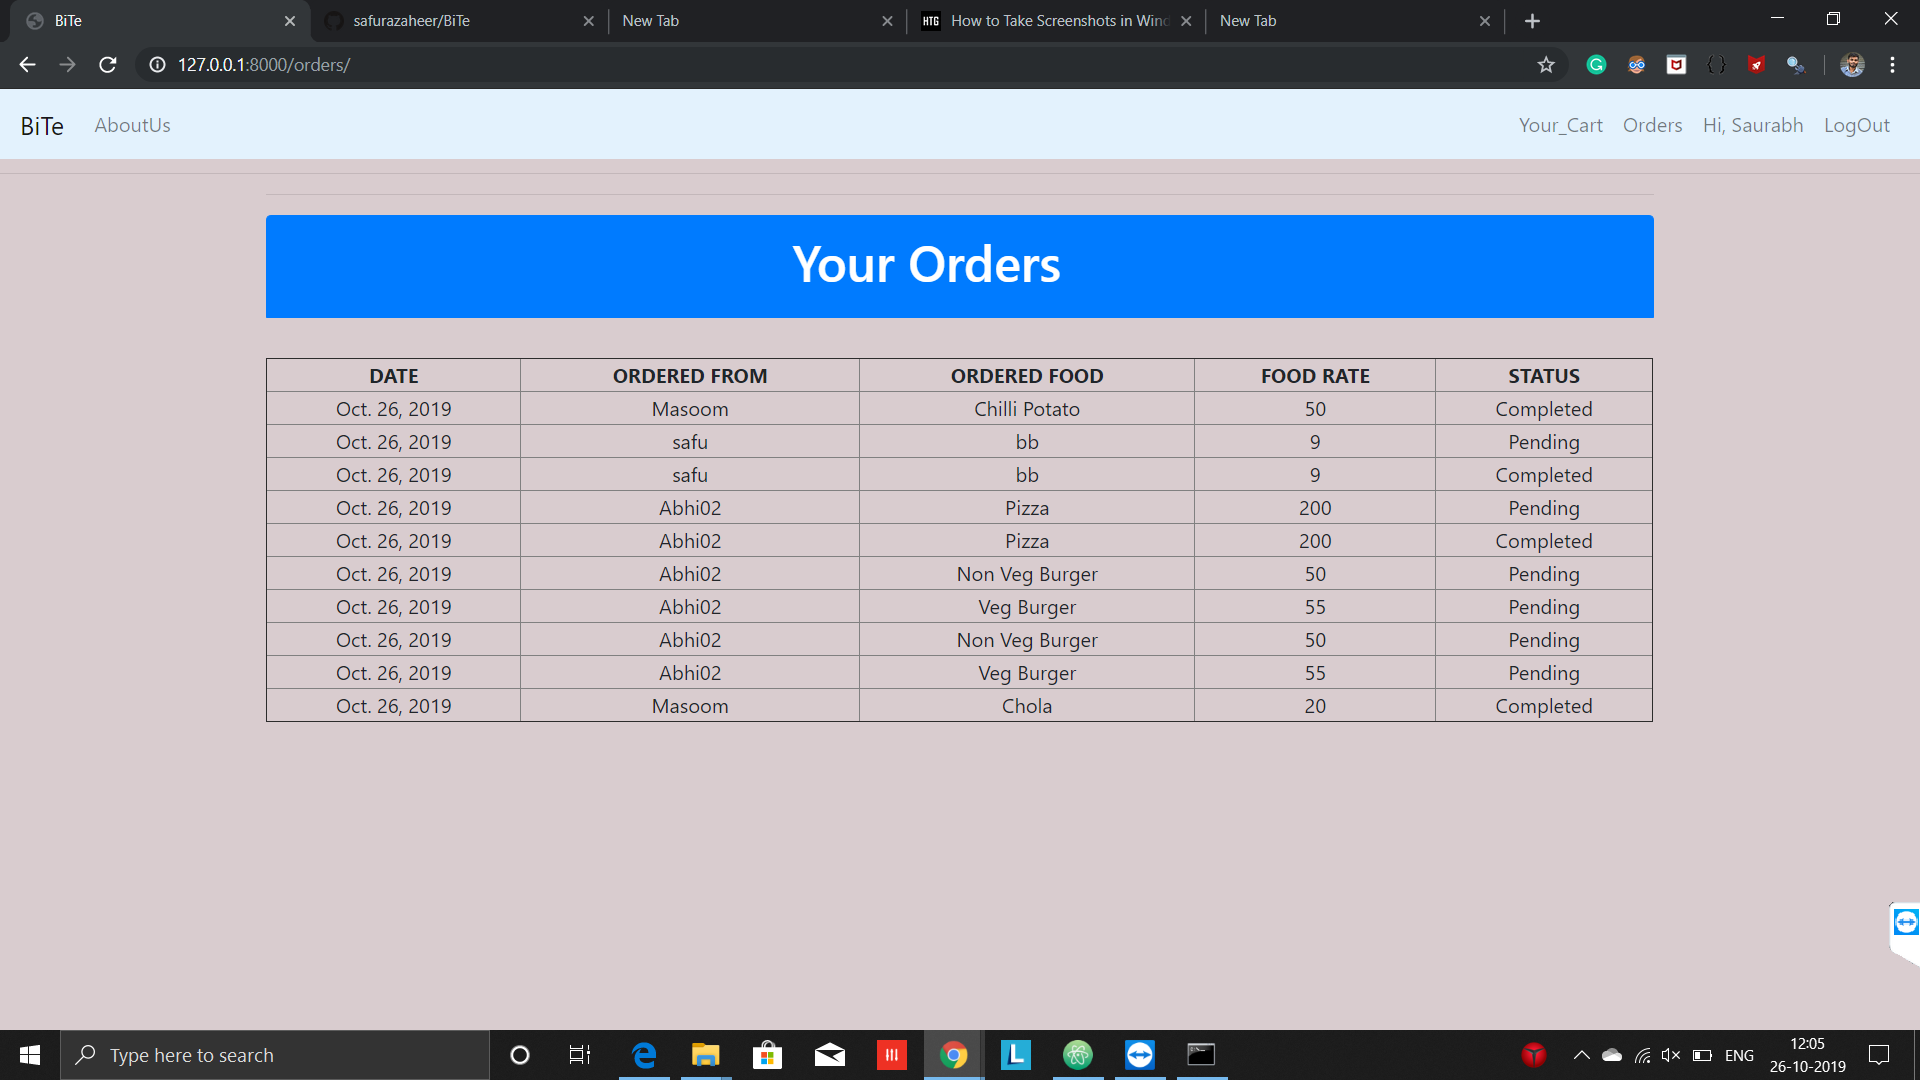 BiTe
safurazaheer/BiTe
New Tab
HTG How to Take Screenshots in Wind
New Tab
127.0.0.1:8000/orders/
BiTe AboutUs Your_Cart Orders Hi, Saurabh LogOut
Your Orders
DATE ORDERED FROM ORDERED FOOD FOOD RATE STATUS
Oct. 26, 2019 Masoom Chilli Potato 50 Completed
Oct. 26, 2019 safu bb 9 Pending
Oct. 26, 2019 safu bb 9 Completed
Oct. 26, 2019 Abhi02 Pizza 200 Pending
Oct. 26, 2019 Abhi02 Pizza 200 Completed
Oct. 26, 2019 Abhi02 Non Veg Burger 50 Pending
Oct. 26, 2019 Abhi02 Veg Burger 55 Pending
Oct. 26, 2019 Abhi02 Non Veg Burger 50 Pending
Oct. 26, 2019 Abhi02 Veg Burger 55 Pending
Oct. 26, 2019 Masoom Chola 20 Completed
Type here to search
L
ENG
12:05
26-10-2019